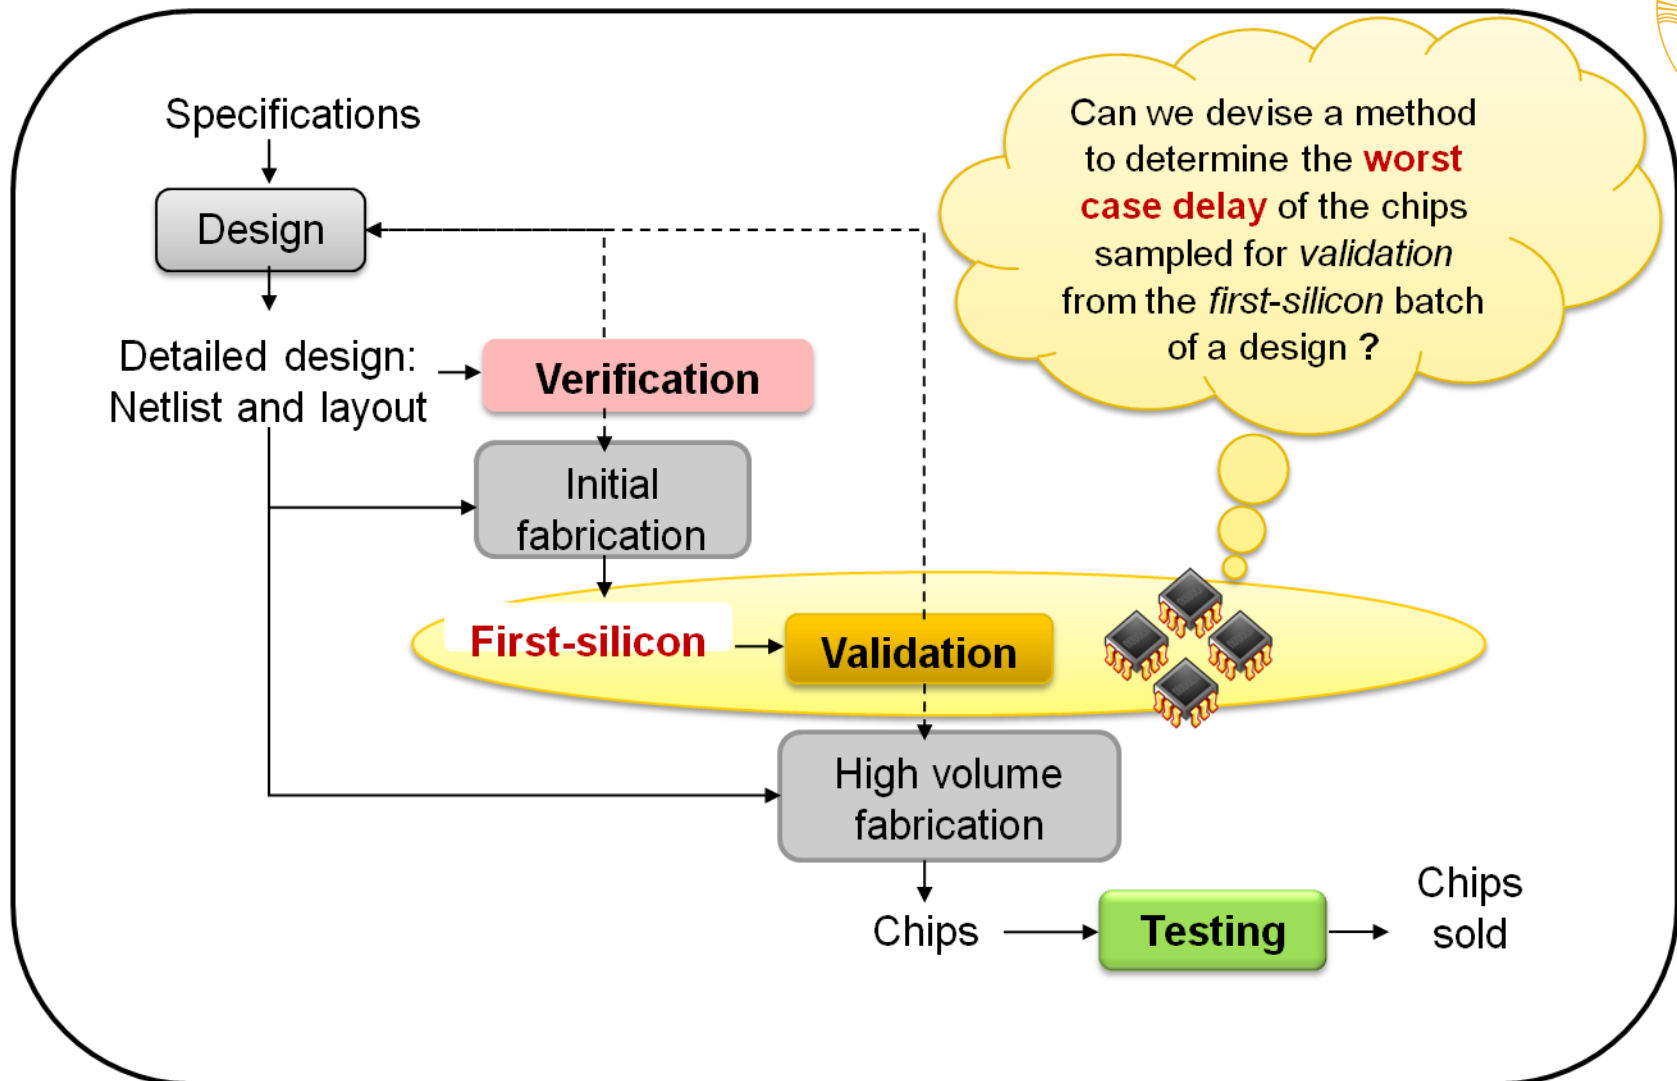 Specifications
Design
Detailed design:
Netlist and layout
Verification
Initial
fabrication
First-silicon
Validation
High volume
fabrication
Chips
Testing
Chips
sold
Can we devise a method
to determine the worst
case delay of the chips
sampled for validation
from the first-silicon batch
of a design ?